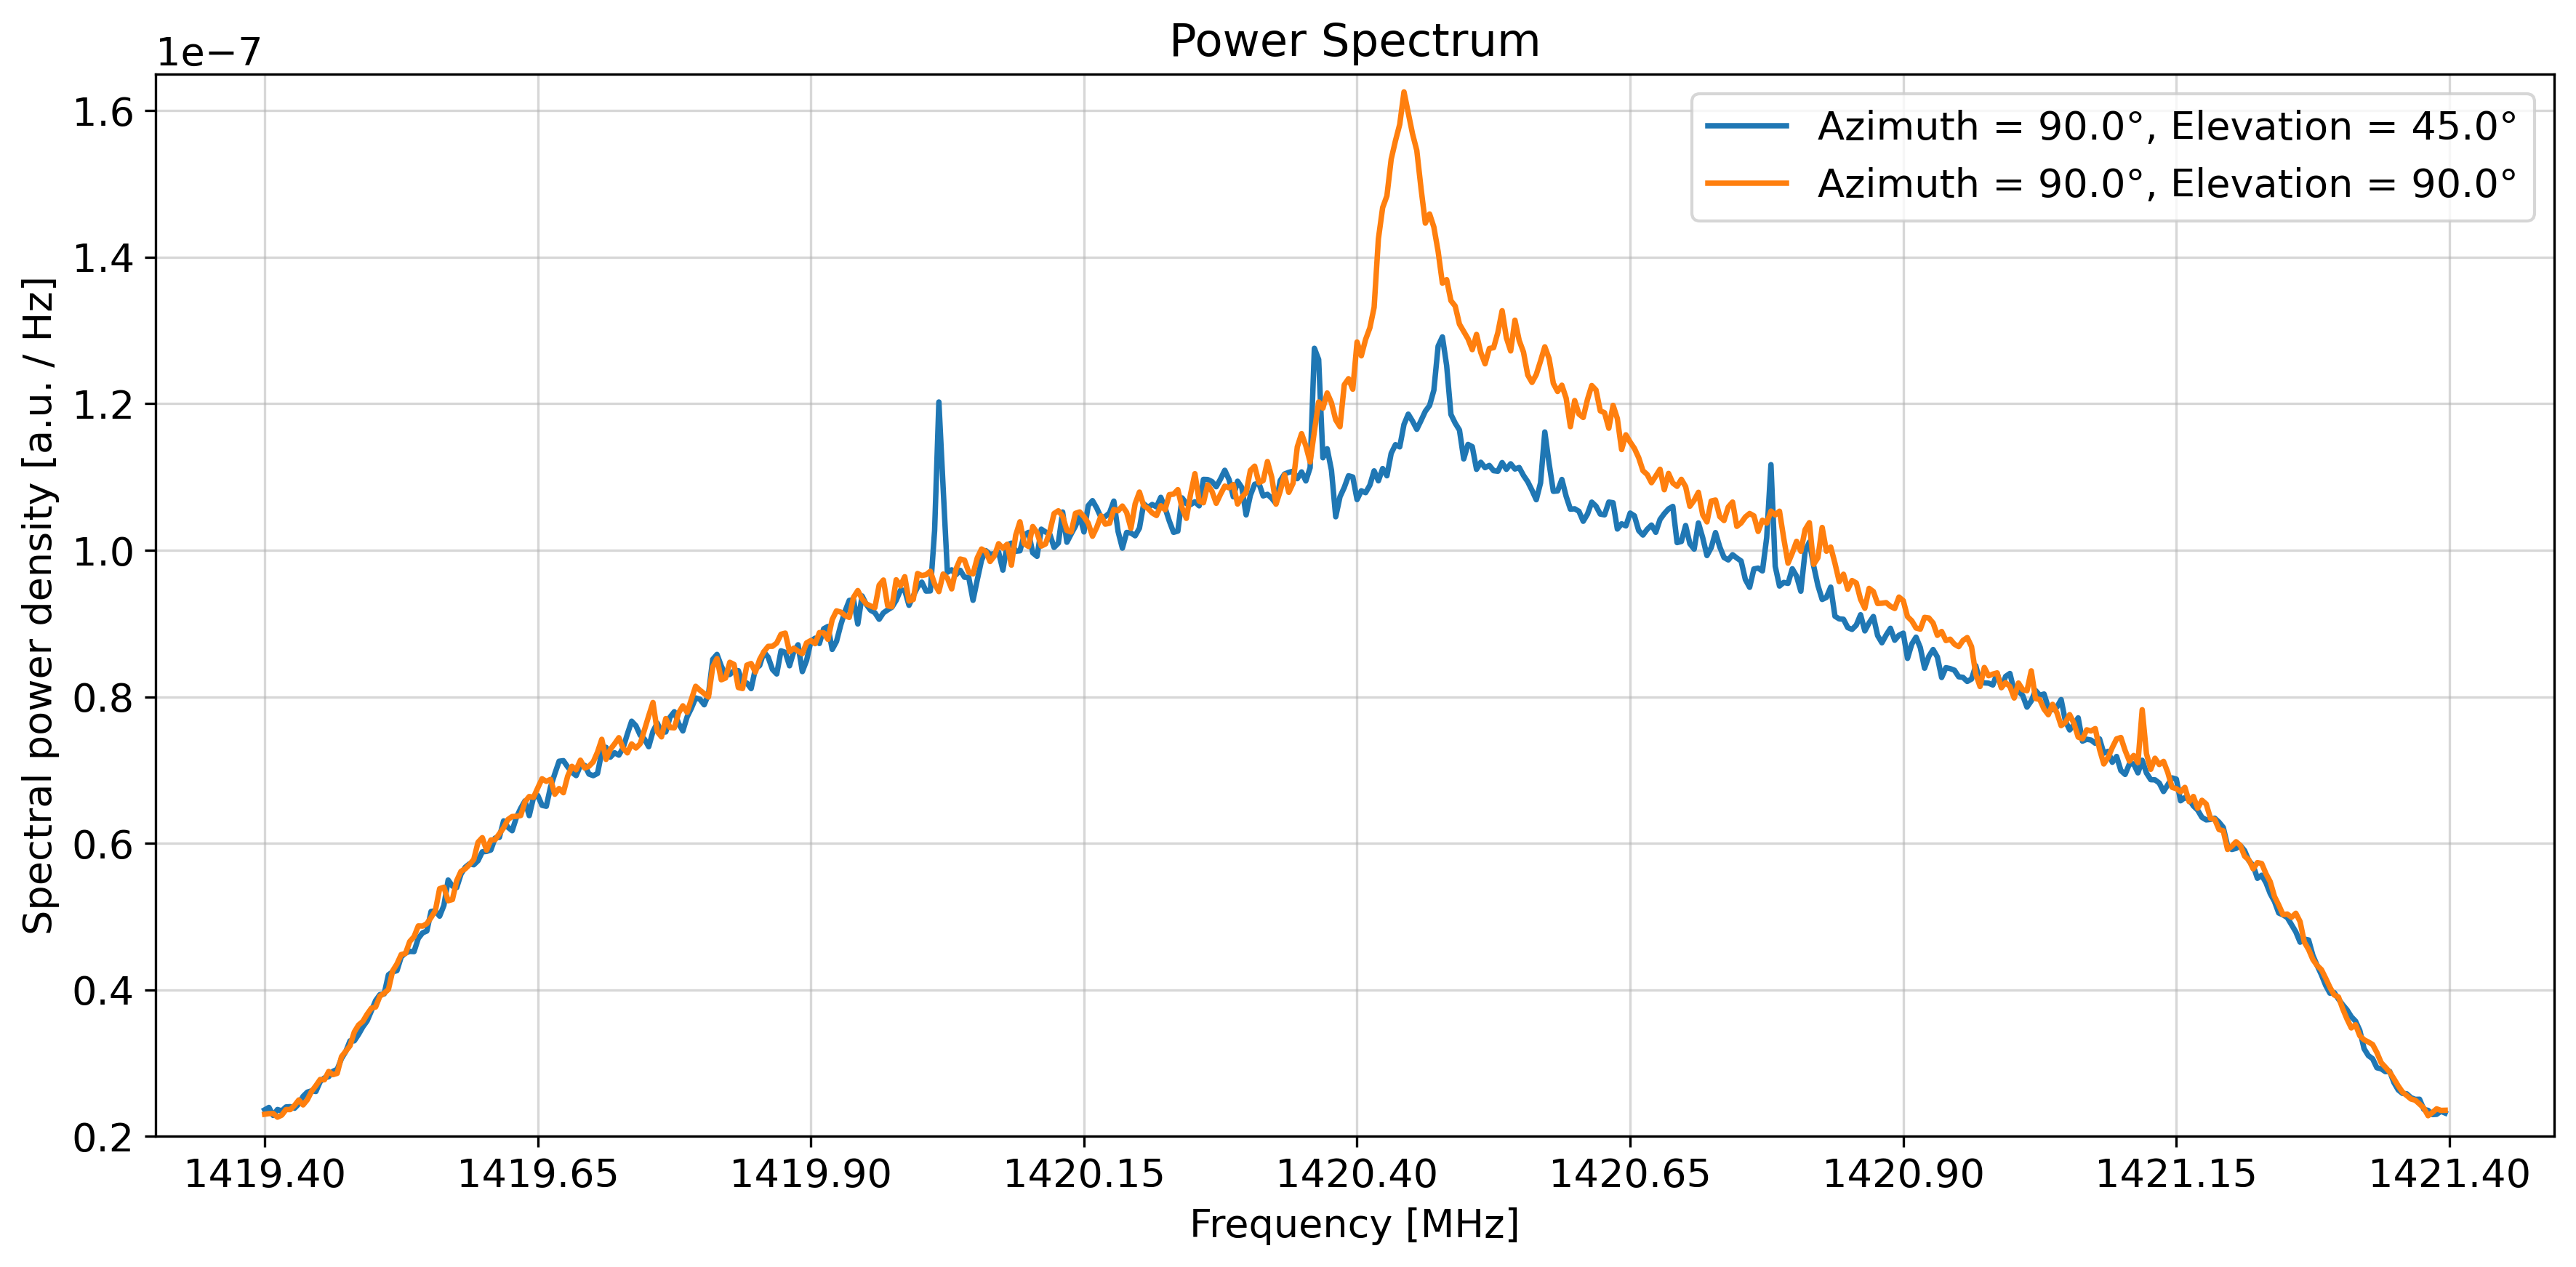 Power Spectrum
1e−7
Azimuth = 90.0°, Elevation = 45.0°
Azimuth = 90.0°, Elevation = 90.0°
Spectral power density [a.u. / Hz]
1.6
1.4
1.2
1.0
0.8
0.6
0.4
0.2
1419.40 1419.65 1419.90 1420.15 1420.40 1420.65 1420.90 1421.15 1421.40
Frequency [MHz]